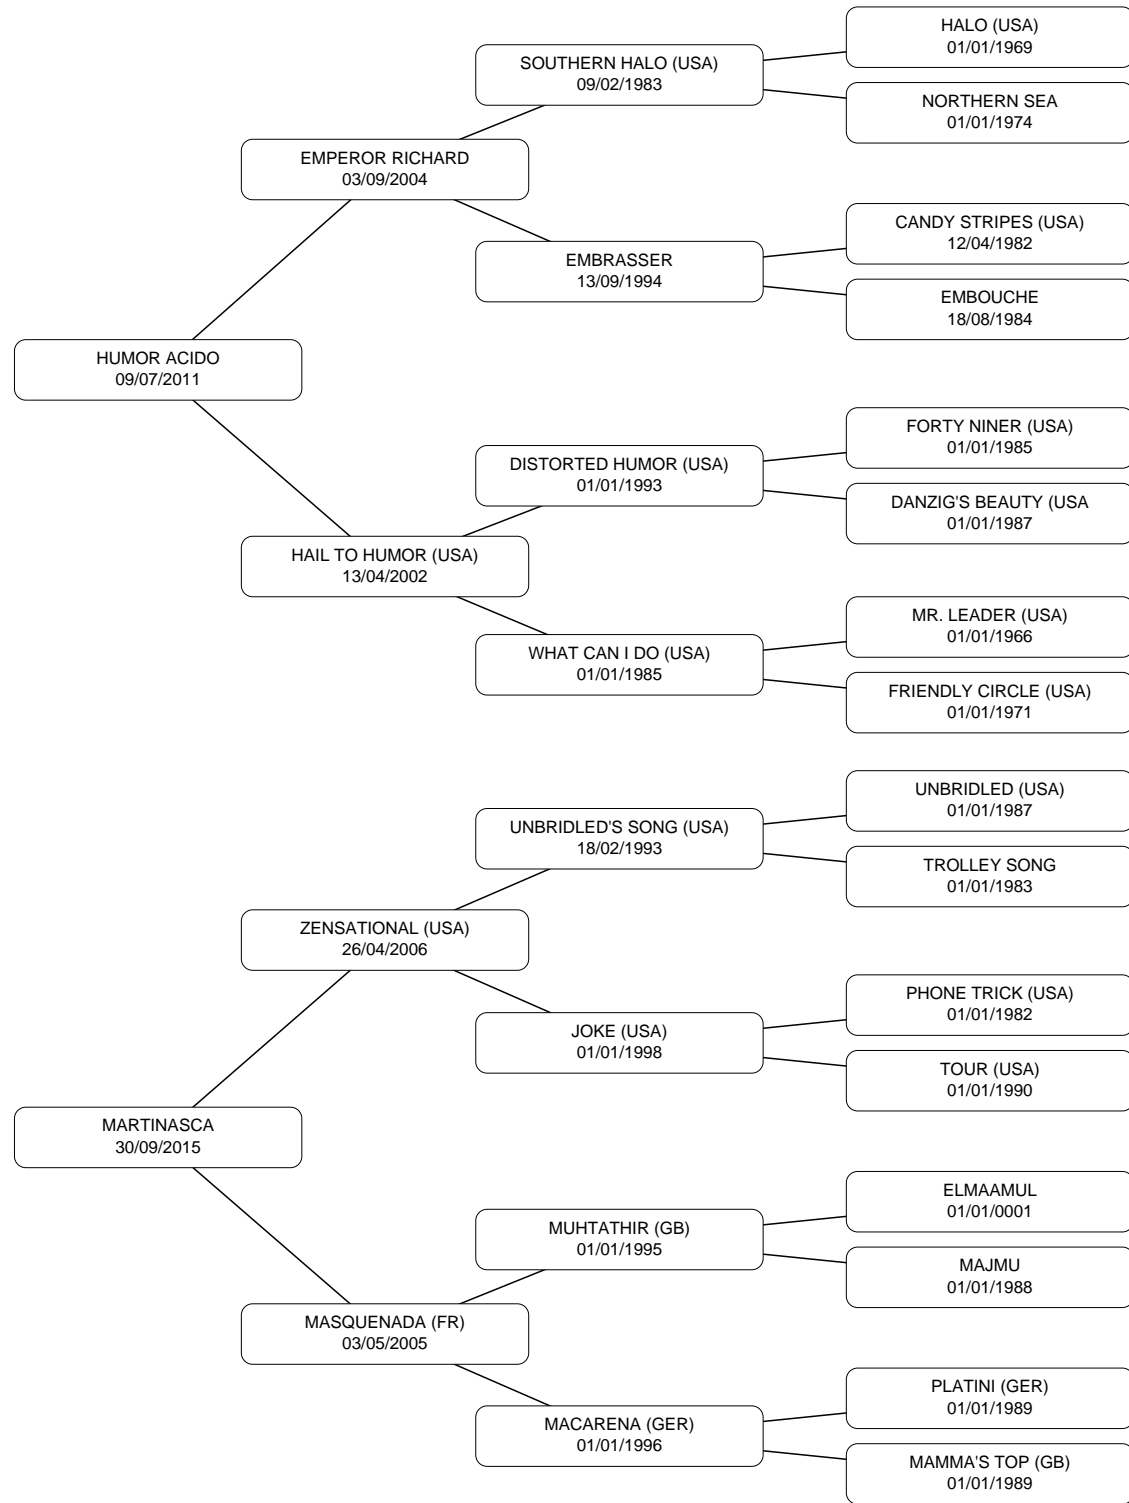 HALO (USA)
01/01/1969
SOUTHERN HALO (USA)
09/02/1983
NORTHERN SEA
01/01/1974
EMPEROR RICHARD
03/09/2004
CANDY STRIPES (USA)
12/04/1982
EMBRASSER
13/09/1994
EMBOUCHE
18/08/1984
HUMOR ACIDO
09/07/2011
FORTY NINER (USA)
01/01/1985
DISTORTED HUMOR (USA)
01/01/1993
DANZIG'S BEAUTY (USA
01/01/1987
HAIL TO HUMOR (USA)
13/04/2002
MR. LEADER (USA)
01/01/1966
WHAT CAN I DO (USA)
01/01/1985
FRIENDLY CIRCLE (USA)
01/01/1971
UNBRIDLED (USA)
01/01/1987
UNBRIDLED'S SONG (USA)
18/02/1993
TROLLEY SONG
01/01/1983
ZENSATIONAL (USA)
26/04/2006
PHONE TRICK (USA)
01/01/1982
JOKE (USA)
01/01/1998
TOUR (USA)
01/01/1990
MARTINASCA
30/09/2015
ELMAAMUL
01/01/0001
MUHTATHIR (GB)
01/01/1995
MAJMU
01/01/1988
MASQUENADA (FR)
03/05/2005
PLATINI (GER)
01/01/1989
MACARENA (GER)
01/01/1996
MAMMA'S TOP (GB)
01/01/1989